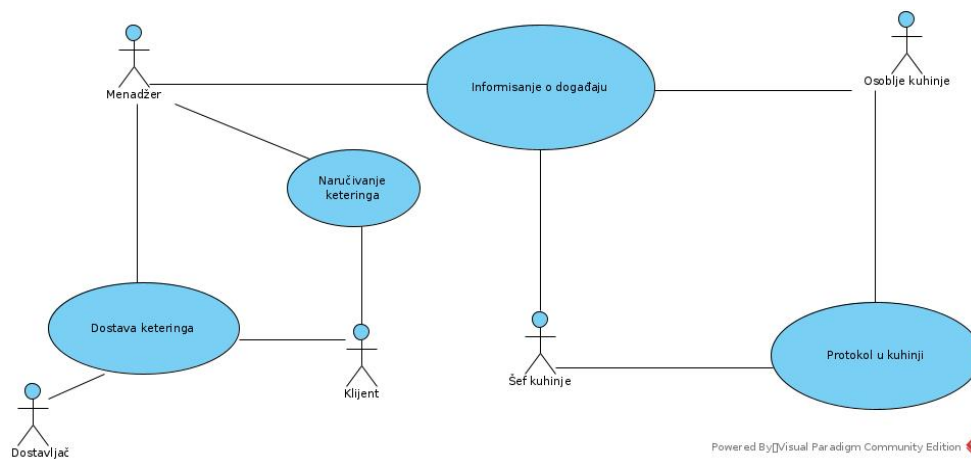 Menadžer
Informisanje o događaju
Osoblje kuhinje
Naručivanje
keteringa
Dostava keteringa
Klijent
Šef kuhinje
Protokol u kuhinji
Dostavljač
Powered By▯Visual Paradigm Community Edition